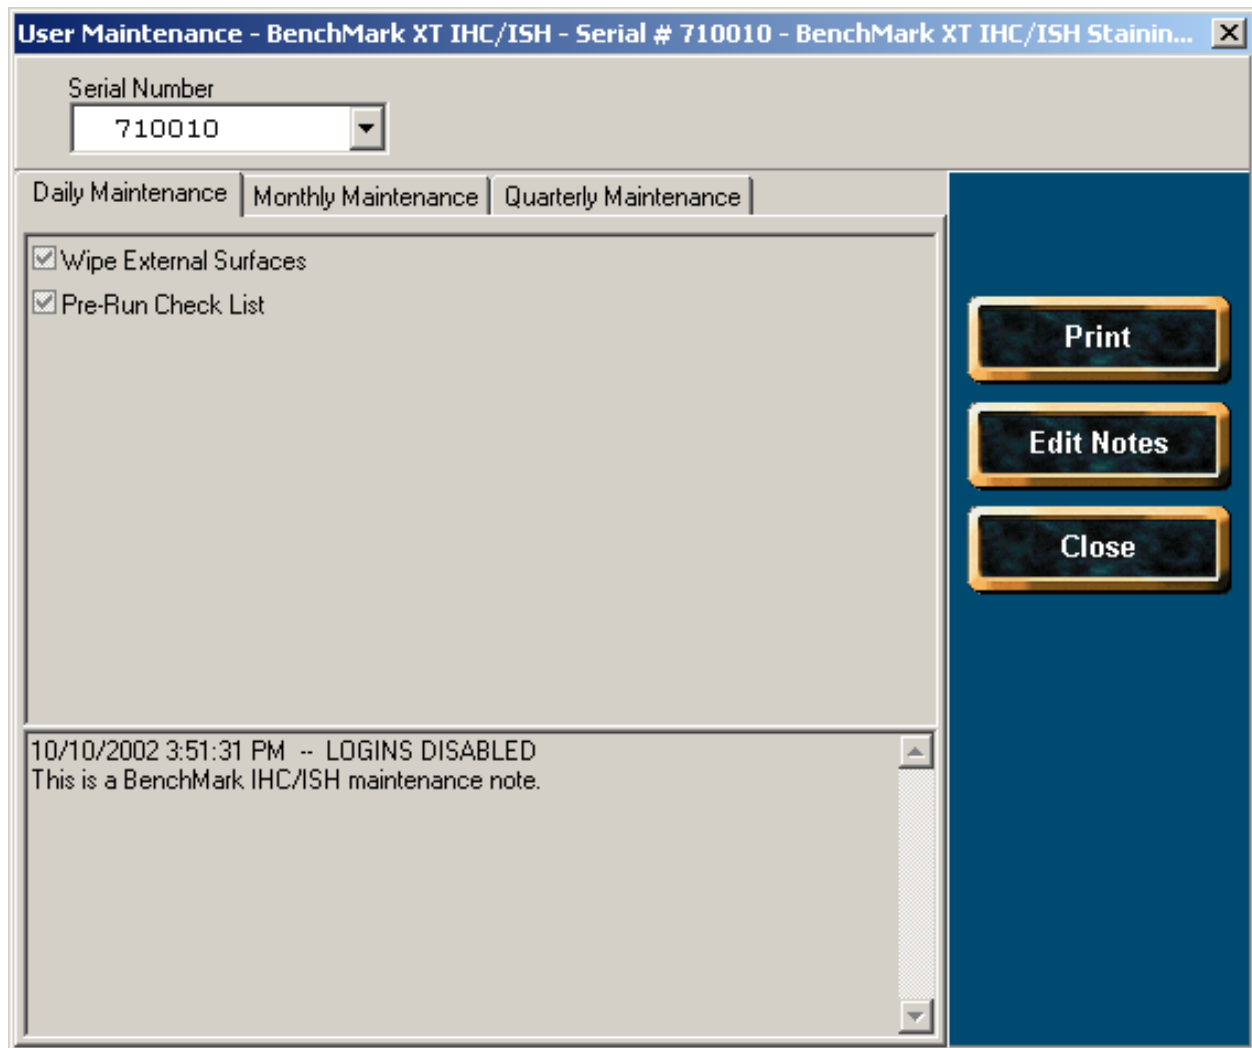 User Maintenance - BenchMark XT IHC/ISH - Serial # 710010 - BenchMark XT IHC/ISH Stainin...
Serial Number
710010
Daily Maintenance
Monthly Maintenance
Quarterly Maintenance
Wipe External Surfaces
Pre-Run Check List
Print
Edit Notes
Close
10/10/2002 3:51:31 PM -- LOGINS DISABLED
This is a BenchMark IHC/ISH maintenance note.